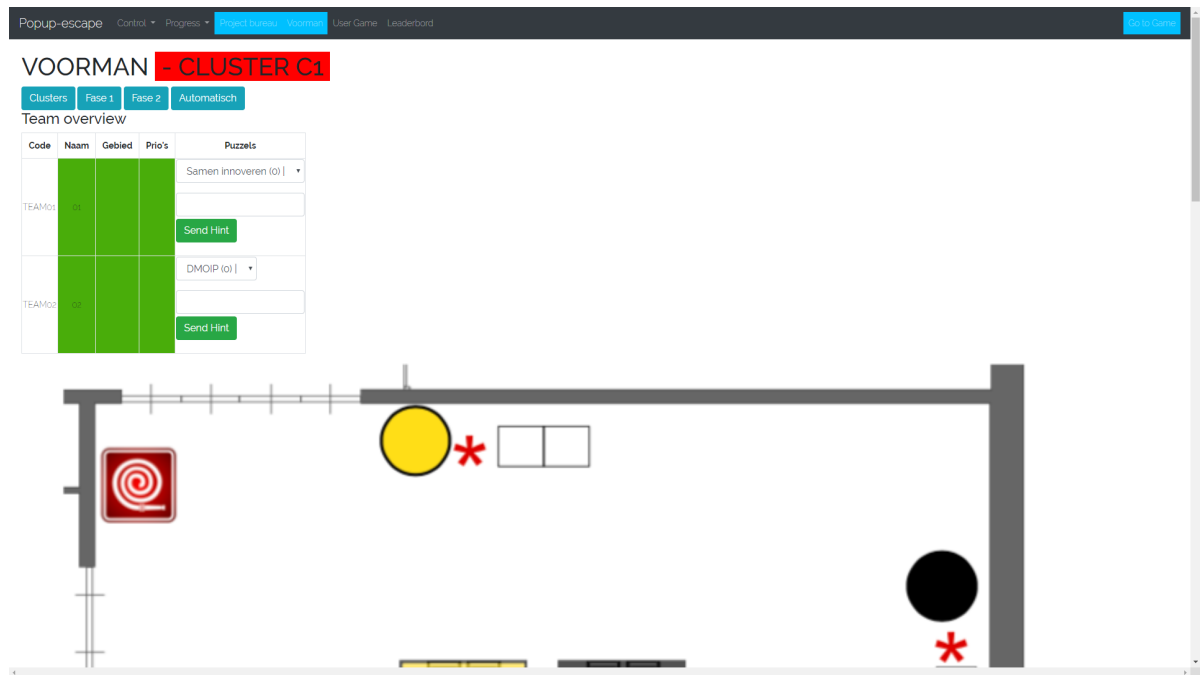 Popup-escape Control Progress Project bureau Voorman User Game Leaderbord Go to Game
VOORMAN - CLUSTER C1
Clusters Fase 1 Fase 2 Automatisch
Team overview
Code Naam Gebied Prio's Puzzels
Samen innoveren (0) |
TEAM01 01
Send Hint
DMOIP (0) |
TEAM02 02
Send Hint